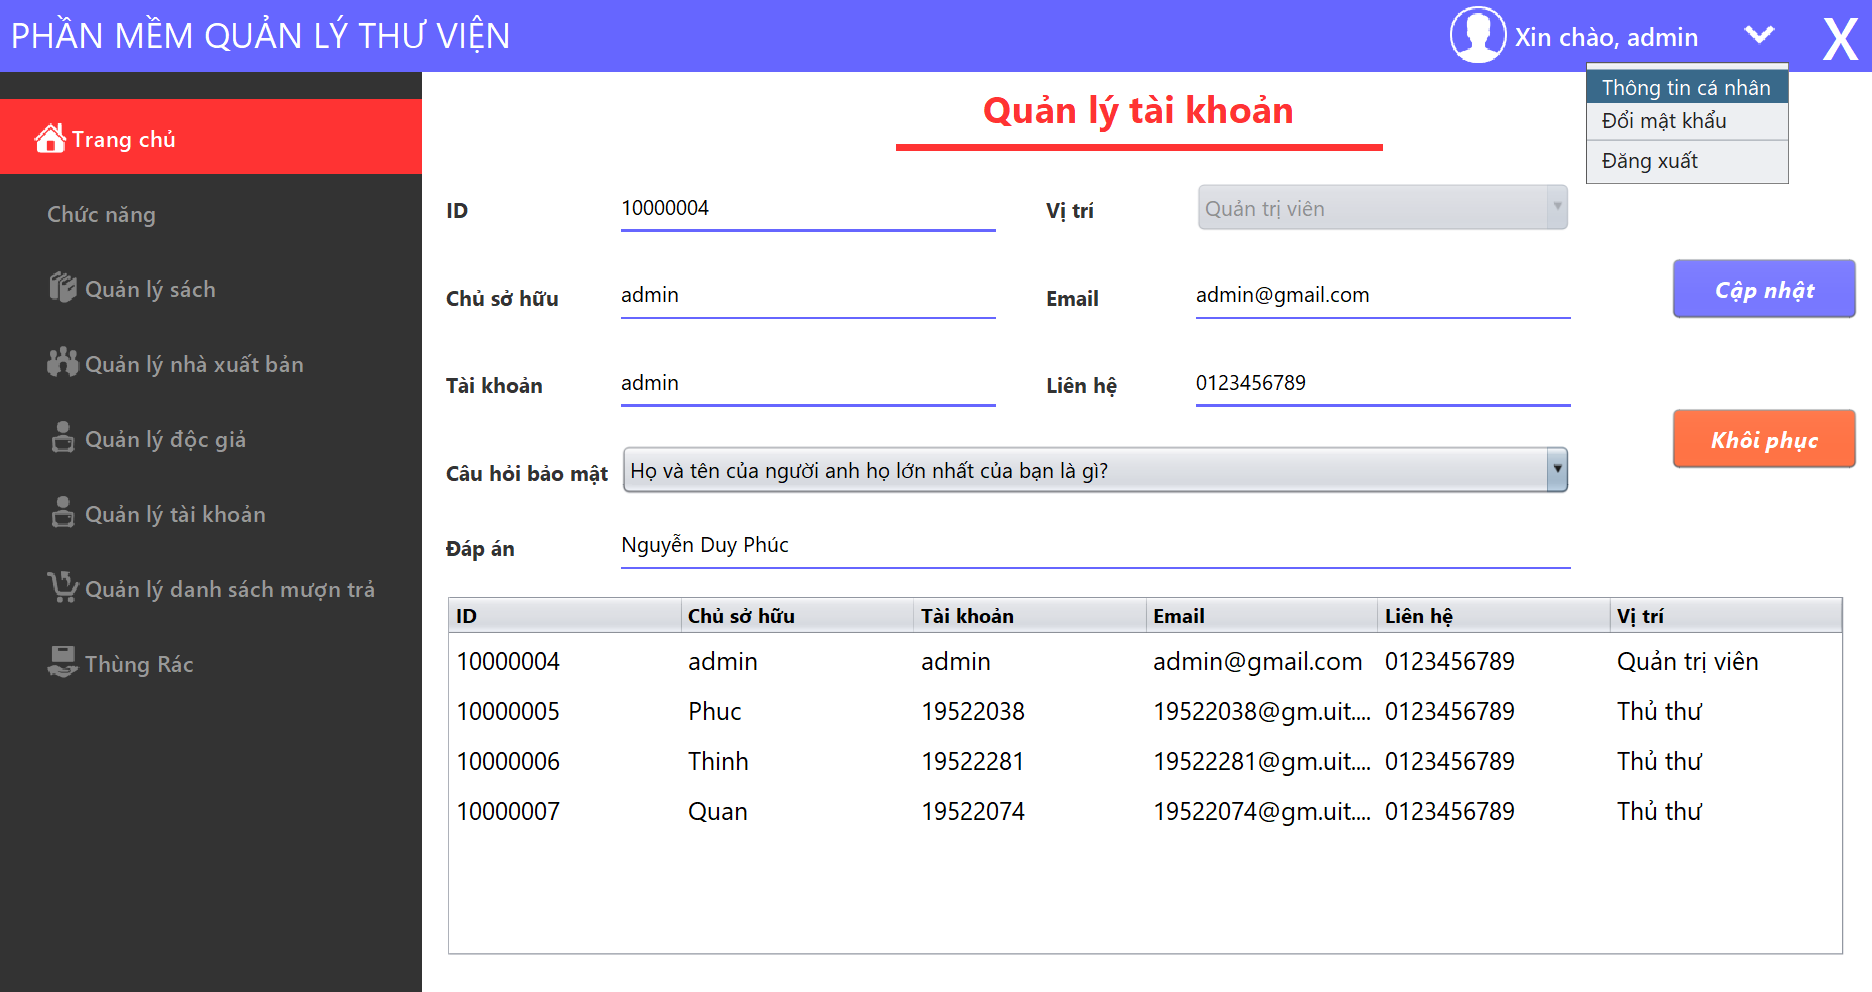 PHẦN MỀM QUẢN LÝ THƯ VIỆN
Xin chào, admin
X
Thông tin cá nhân
Đổi mật khẩu
Đăng xuất
Trang chủ
Chức năng
Quản lý sách
Quản lý nhà xuất bản
Quản lý độc giả
Quản lý tài khoản
Quản lý danh sách mượn trả
Thùng Rác
Quản lý tài khoản
ID 10000004 Vị trí Quản trị viên
Chủ sở hữu admin Email admin@gmail.com
Cập nhật
Tài khoản admin Liên hệ 0123456789
Khôi phục
Câu hỏi bảo mật Họ và tên của người anh họ lớn nhất của bạn là gì?
Đáp án Nguyễn Duy Phúc
ID Chủ sở hữu Tài khoản Email Liên hệ Vị trí
10000004 admin admin admin@gmail.com 0123456789 Quản trị viên
10000005 Phuc 19522038 19522038@gm.uit.... 0123456789 Thủ thư
10000006 Thinh 19522281 19522281@gm.uit.... 0123456789 Thủ thư
10000007 Quan 19522074 19522074@gm.uit.... 0123456789 Thủ thư